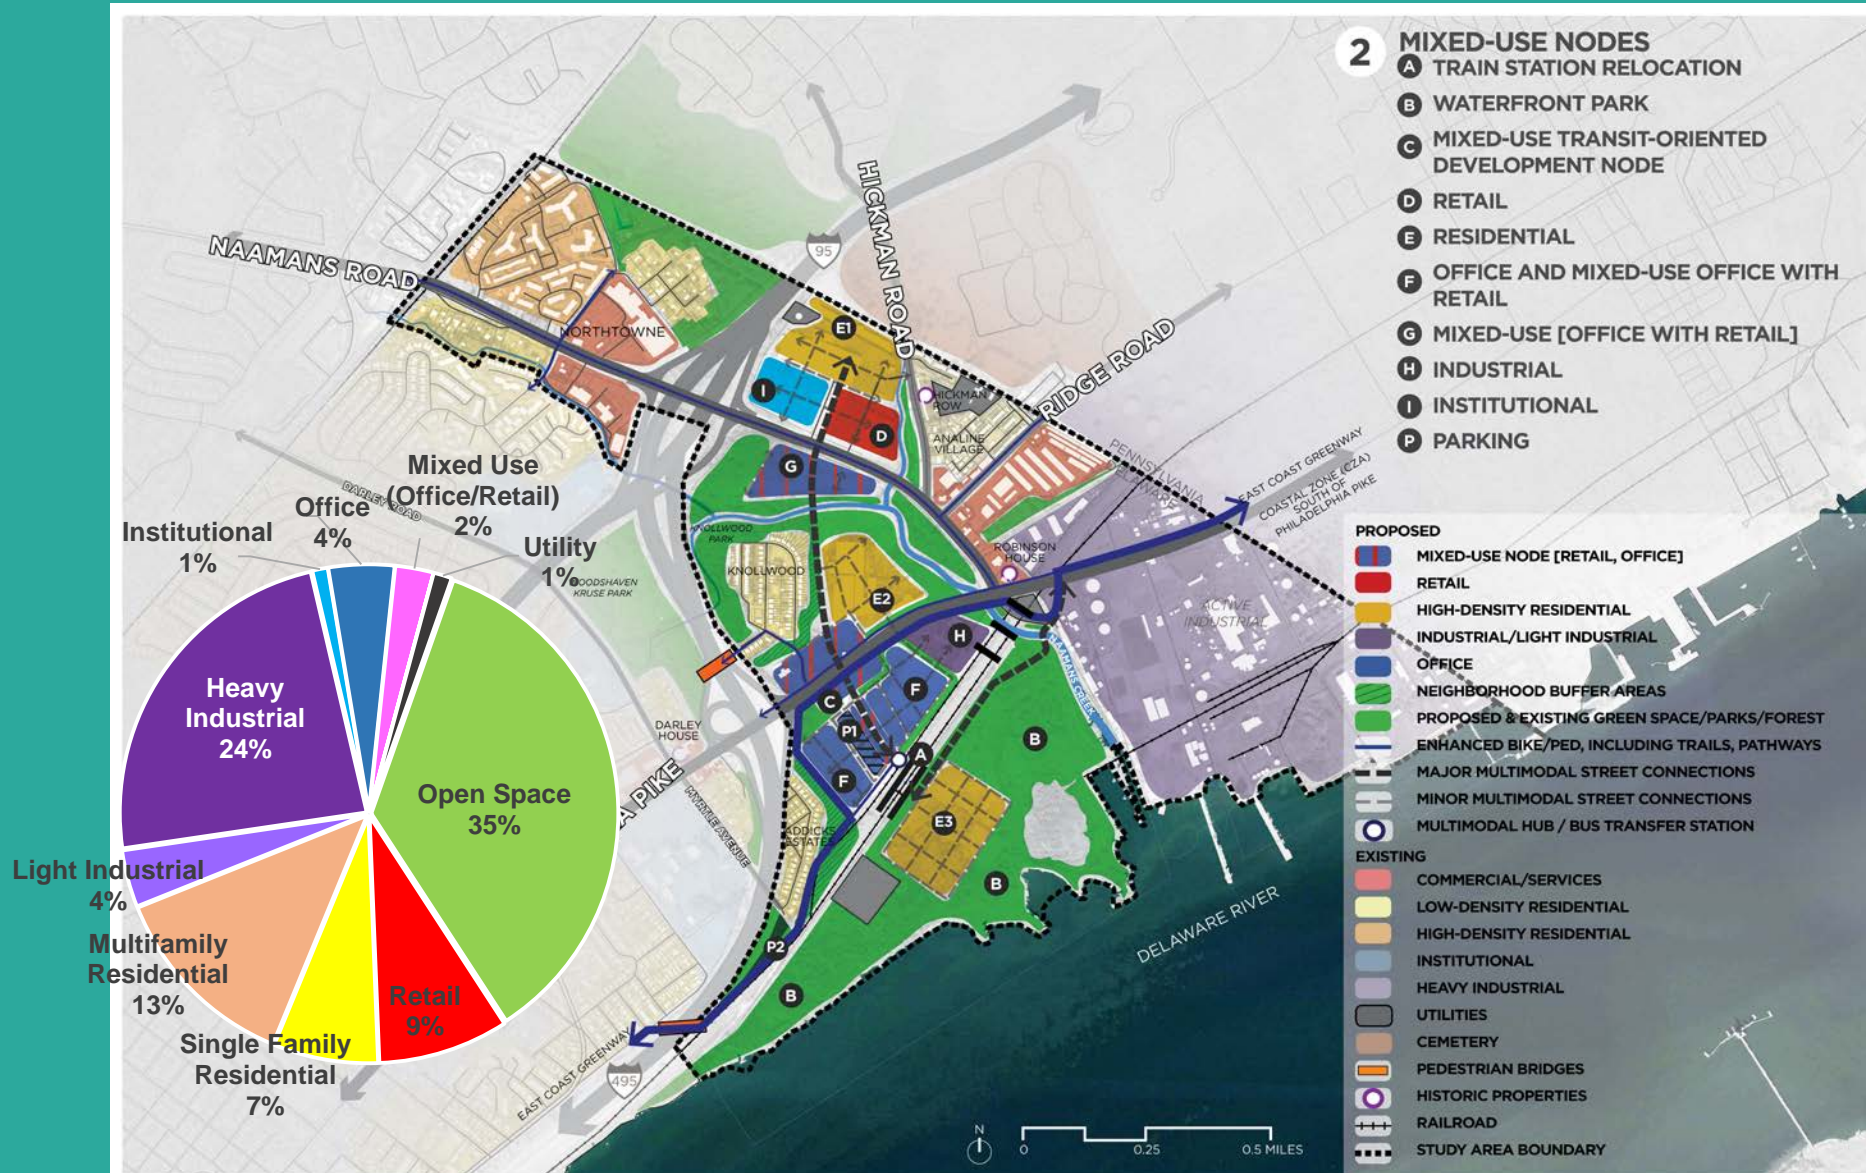 2
MIXED-USE NODES
A TRAIN STATION RELOCATION
B WATERFRONT PARK
C MIXED-USE TRANSIT-ORIENTED
DEVELOPMENT NODE
D RETAIL
E RESIDENTIAL
F OFFICE AND MIXED-USE OFFICE WITH
RETAIL
G MIXED-USE [OFFICE WITH RETAIL]
H INDUSTRIAL
I INSTITUTIONAL
P PARKING
NAAMANS ROAD
HICKMAN ROAD
RIDGE ROAD
95
NORTHTOWNE
E1
I
D
G
HICKMAN
ROW
ANALINE
VILLAGE
PENNSYLVANIA
DELAWARE
EAST COAST GREENWAY
COASTAL ZONE (CZA)
SOUTH OF
PHILADELPHIA PIKE
DARLEY ROAD
KNOLLWOOD
PARK
KNOLLWOOD
ROBINSON
HOUSE
ACTIVE
INDUSTRIAL
KRUSE PARK
E2
H
NAAMANS CREEK
C
F
P1
F
A
B
DARLEY
HOUSE
A PIKE
MYRTLE AVENUE
ADDICKS
ESTATES
E3
B
P2
B
DELAWARE RIVER
EAST COAST GREENWAY
495
N
0
0.25
0.5 MILES
Institutional
1%
Office
4%
Mixed Use
(Office/Retail)
2%
Utility
1%
Heavy
Industrial
24%
Open Space
35%
Light Industrial
4%
Multifamily
Residential
13%
Single Family
Residential
7%
Retail
9%
PROPOSED
MIXED-USE NODE [RETAIL, OFFICE]
RETAIL
HIGH-DENSITY RESIDENTIAL
INDUSTRIAL/LIGHT INDUSTRIAL
OFFICE
NEIGHBORHOOD BUFFER AREAS
PROPOSED & EXISTING GREEN SPACE/PARKS/FOREST
ENHANCED BIKE/PED, INCLUDING TRAILS, PATHWAYS
MAJOR MULTIMODAL STREET CONNECTIONS
MINOR MULTIMODAL STREET CONNECTIONS
MULTIMODAL HUB / BUS TRANSFER STATION
EXISTING
COMMERCIAL/SERVICES
LOW-DENSITY RESIDENTIAL
HIGH-DENSITY RESIDENTIAL
INSTITUTIONAL
HEAVY INDUSTRIAL
UTILITIES
CEMETERY
PEDESTRIAN BRIDGES
HISTORIC PROPERTIES
RAILROAD
STUDY AREA BOUNDARY